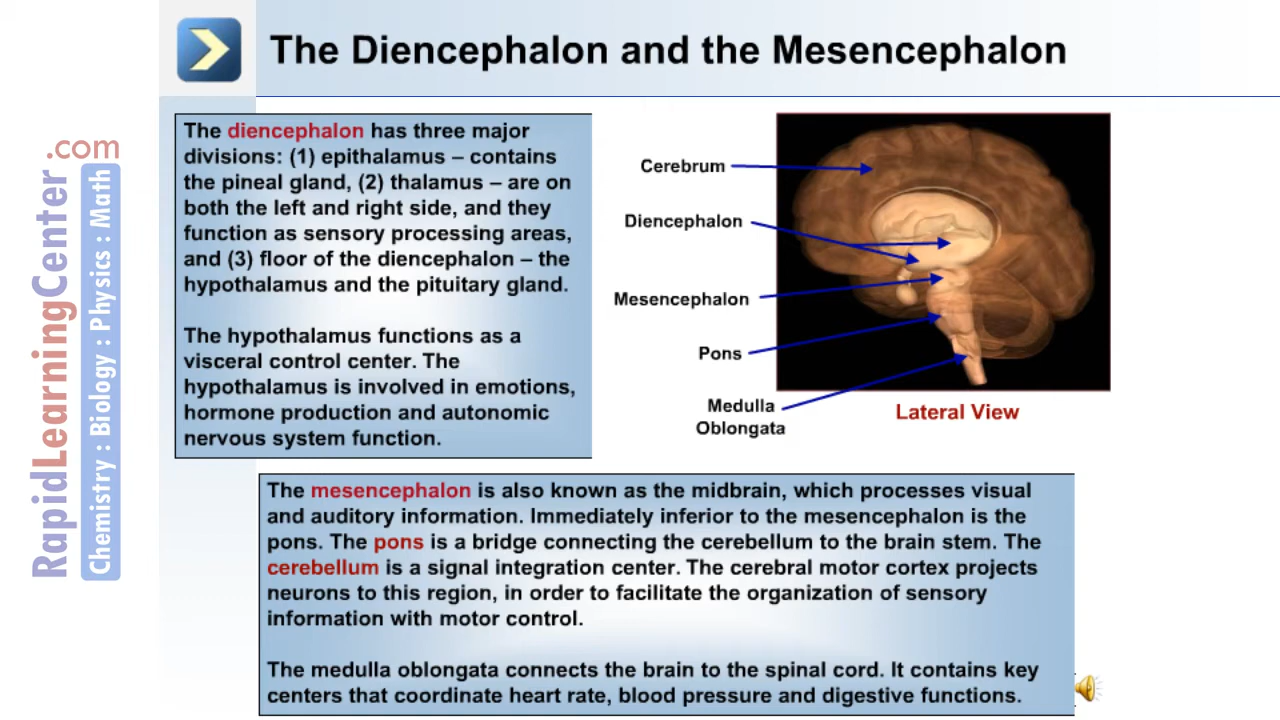 The Diencephalon and the Mesencephalon
RapidLearningCenter.com
Chemistry : Biology : Physics : Math
The diencephalon has three major
divisions: (1) epithalamus – contains
the pineal gland, (2) thalamus – are on
both the left and right side, and they
function as sensory processing areas,
and (3) floor of the diencephalon – the
hypothalamus and the pituitary gland.
The hypothalamus functions as a
visceral control center. The
hypothalamus is involved in emotions,
hormone production and autonomic
nervous system function.
Cerebrum
Diencephalon
Mesencephalon
Pons
Medulla
Oblongata
Lateral View
The mesencephalon is also known as the midbrain, which processes visual
and auditory information. Immediately inferior to the mesencephalon is the
pons. The pons is a bridge connecting the cerebellum to the brain stem. The
cerebellum is a signal integration center. The cerebral motor cortex projects
neurons to this region, in order to facilitate the organization of sensory
information with motor control.
The medulla oblongata connects the brain to the spinal cord. It contains key
centers that coordinate heart rate, blood pressure and digestive functions.